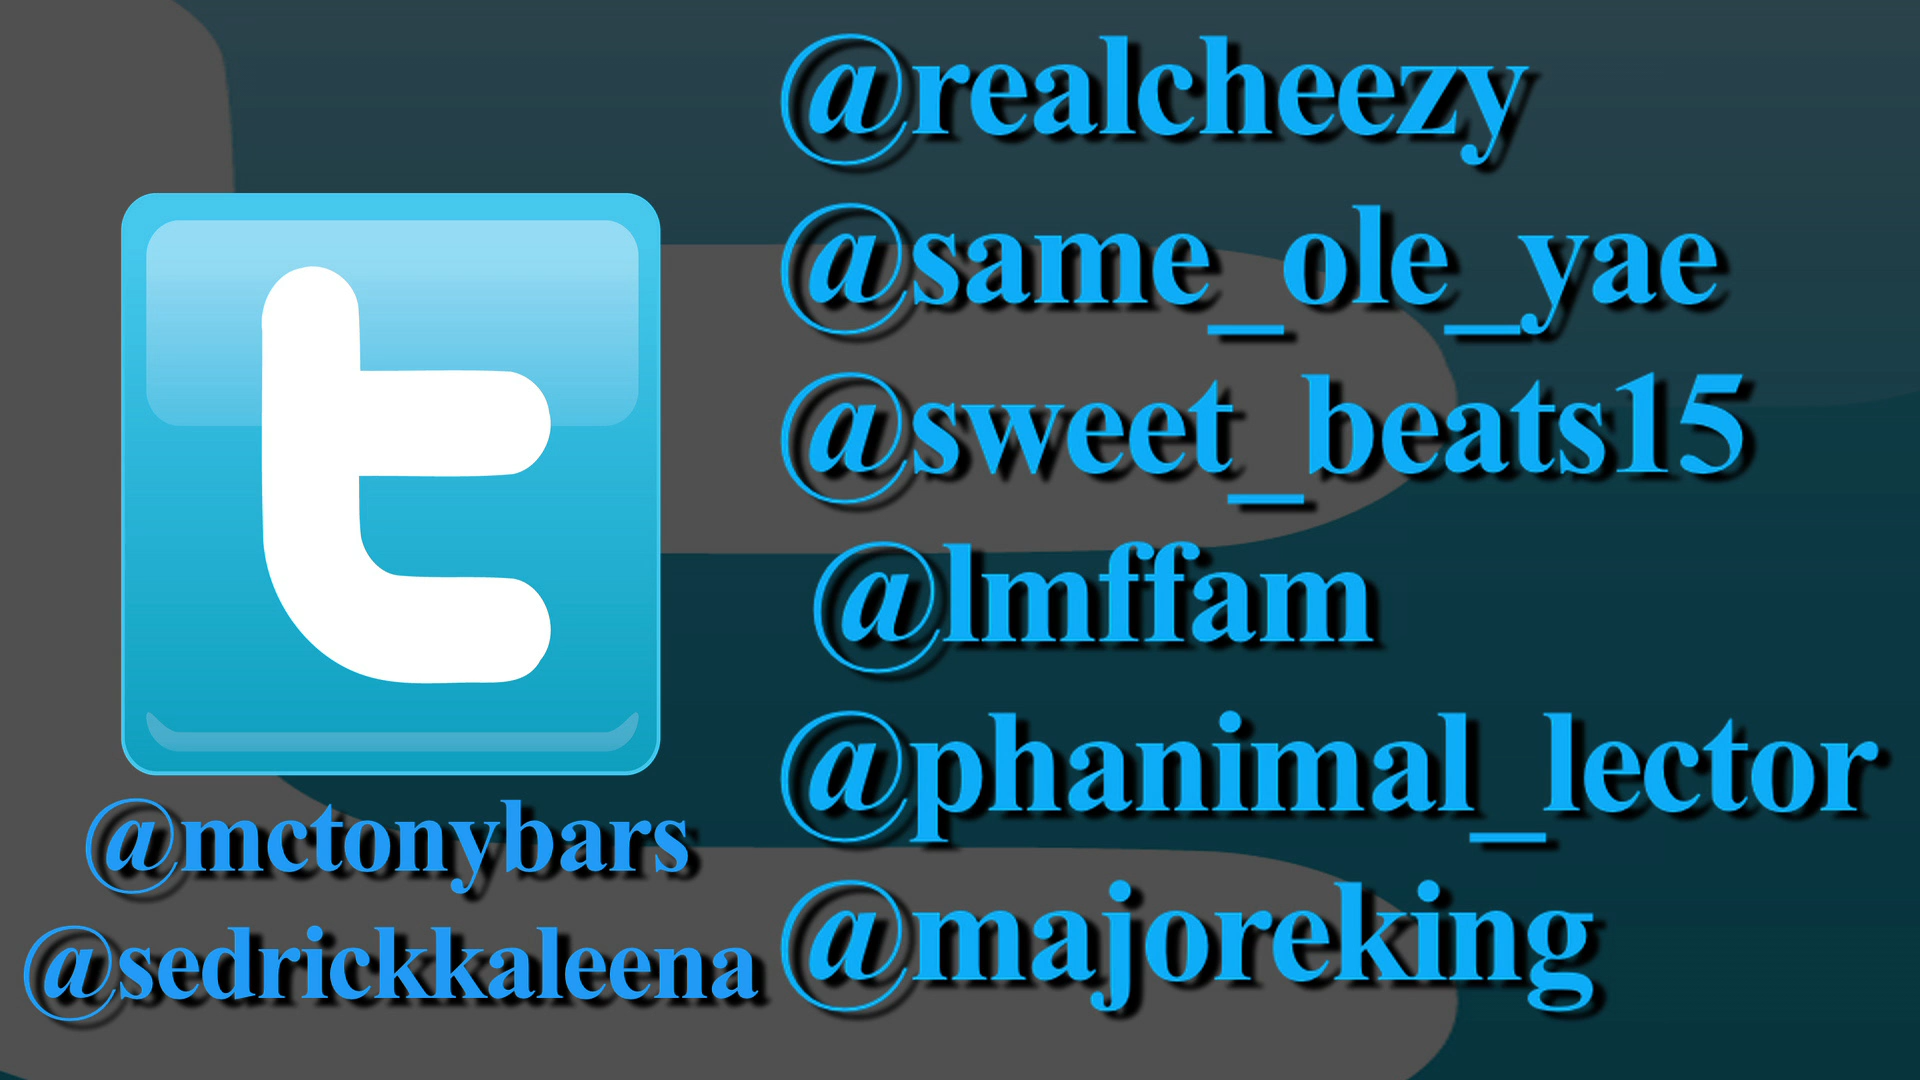 @realcheezy
@same_ole_yae
@sweet_beats15
@lmffam
@phanimal_lector
@majoreking
t
@mctonybars
@sedrickkaleena